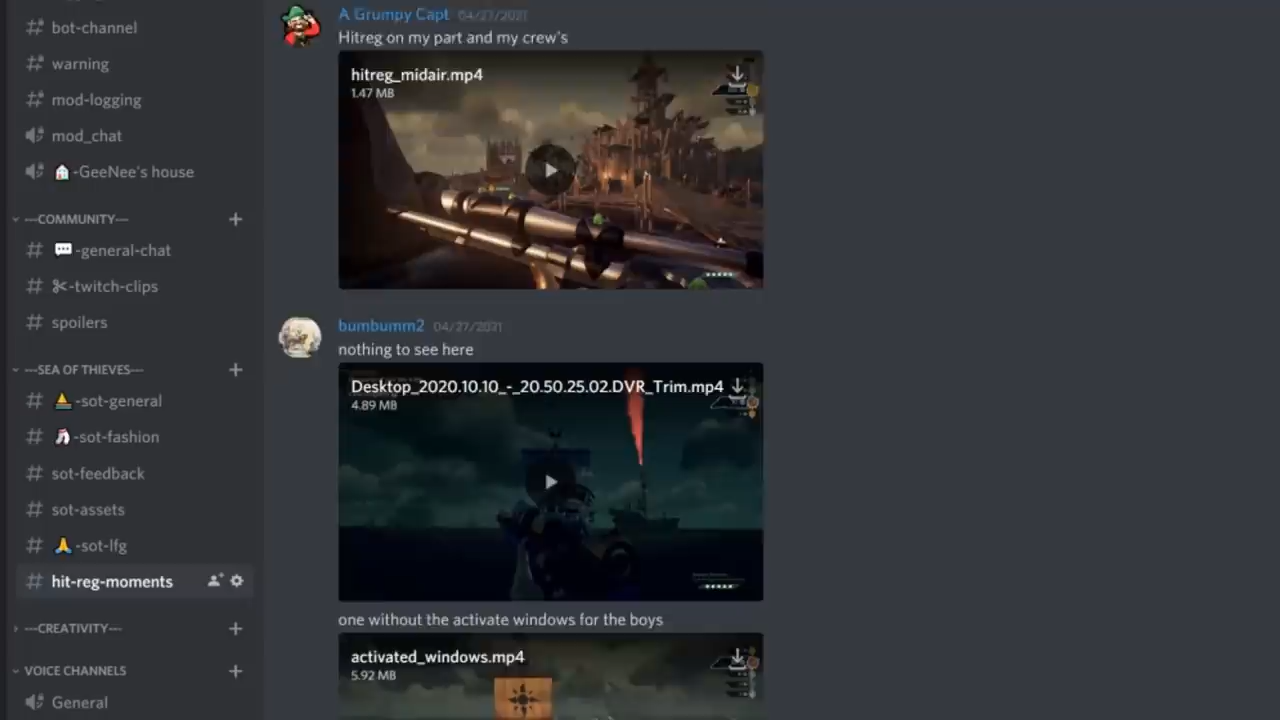 bot-channel
warning
mod-logging
mod_chat
-GeeNee's house
---COMMUNITY---
-general-chat
-twitch-clips
spoilers
---SEA OF THIEVES---
-sot-general
-sot-fashion
sot-feedback
sot-assets
-sot-lfg
hit-reg-moments
---CREATIVITY---
VOICE CHANNELS
General
A Grumpy Capt 04/27/2021
Hitreg on my part and my crew's
hitreg_midair.mp4
1.47 MB
bumbumm2 04/27/2021
nothing to see here
Desktop_2020.10.10_-_20.50.25.02.DVR_Trim.mp4
4.89 MB
one without the activate windows for the boys
activated_windows.mp4
5.92 MB